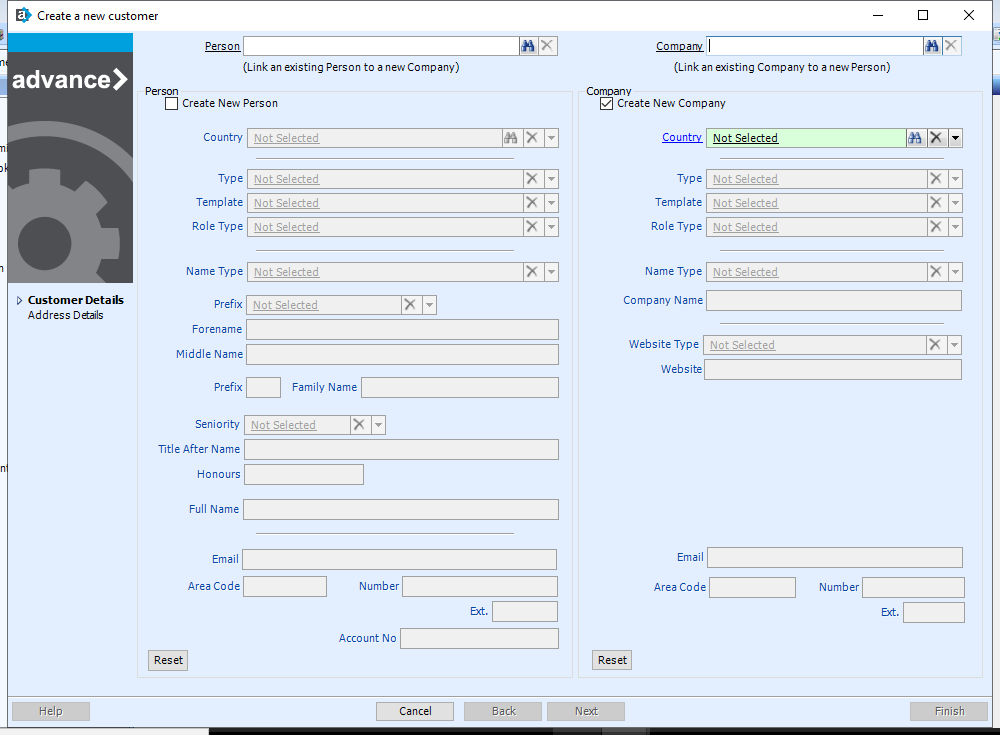 Create a new customer
advance
Customer Details
Address Details
Person
(Link an existing Person to a new Company)
Company
(Link an existing Company to a new Person)
Person
Create New Person
Country Not Selected
Type Not Selected
Template Not Selected
Role Type Not Selected
Name Type Not Selected
Prefix Not Selected
Forename
Middle Name
Prefix Family Name
Seniority Not Selected
Title After Name
Honours
Full Name
Email
Area Code Number
Ext.
Account No
Reset
Company
Create New Company
Country Not Selected
Type Not Selected
Template Not Selected
Role Type Not Selected
Name Type Not Selected
Company Name
Website Type Not Selected
Website
Email
Area Code Number
Ext.
Reset
Help Cancel Back Next Finish